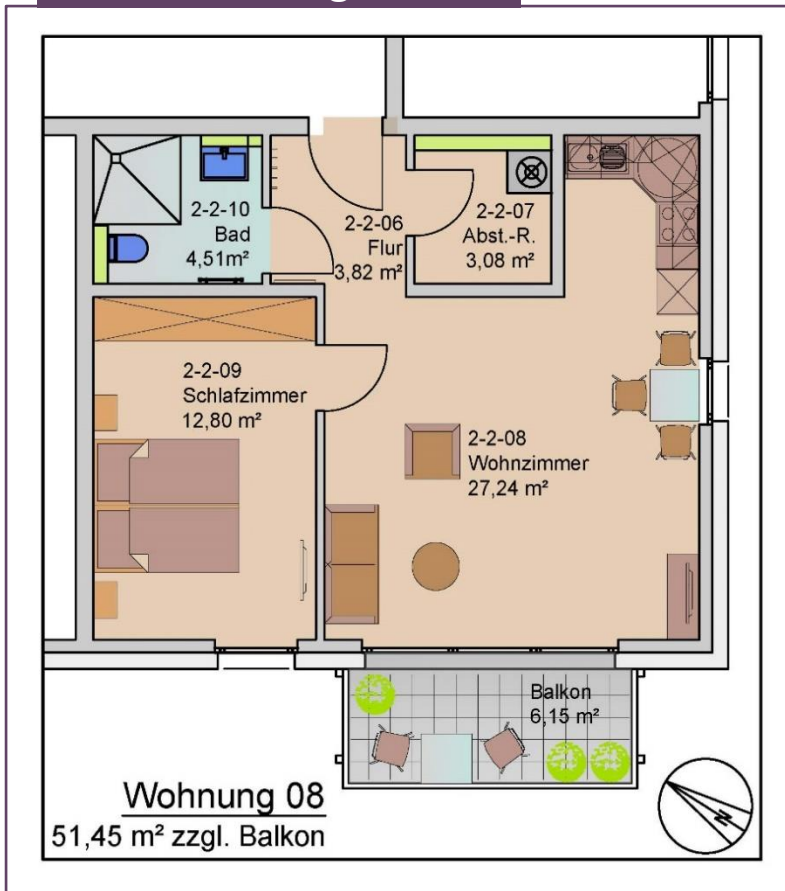 2-2-10
Bad
4,51m²
2-2-06
Flur
3,82 m²
2-2-07
Abst.-R.
3,08 m²
2-2-09
Schlafzimmer
12,80 m²
2-2-08
Wohnzimmer
27,24 m²
Balkon
6,15 m²
Wohnung 08
51,45 m² zzgl. Balkon
N